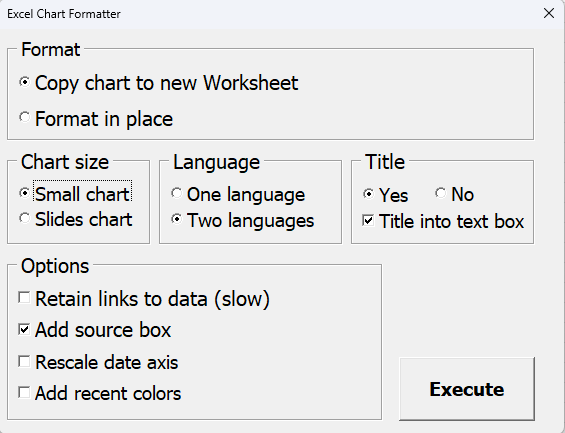 Excel Chart Formatter
Format
Copy chart to new Worksheet
Format in place
Chart size
Small chart
Slides chart
Language
One language
Two languages
Title
Yes No
Title into text box
Options
Retain links to data (slow)
Add source box
Rescale date axis
Add recent colors
Execute